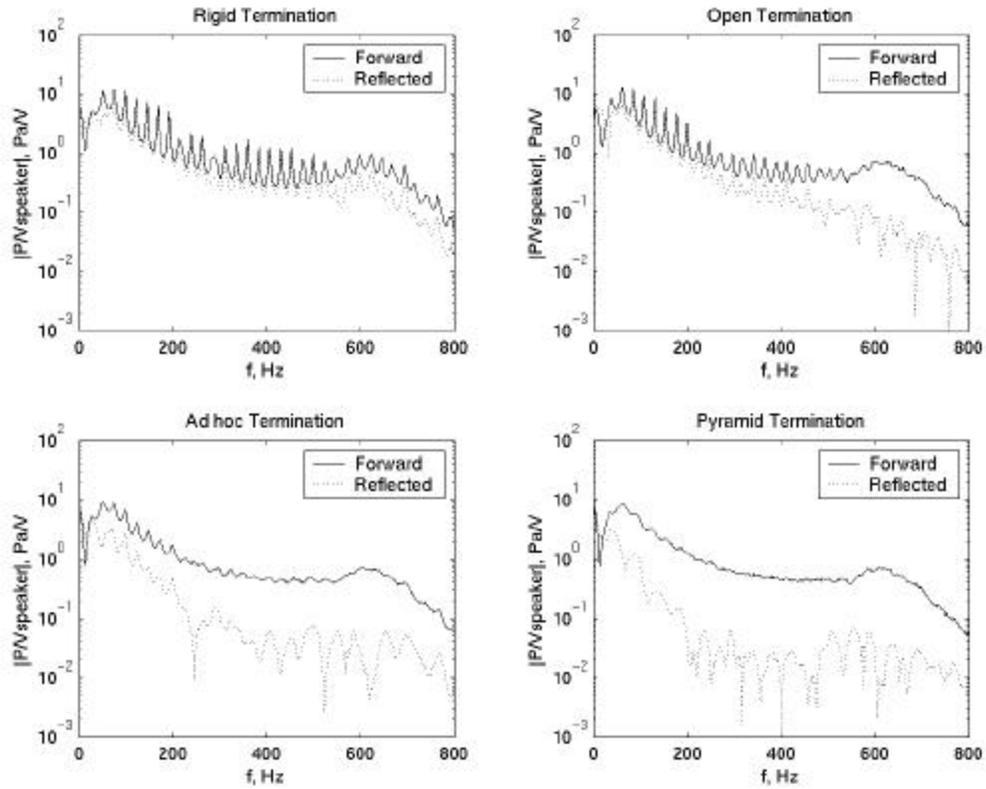 Rigid Termination
10^2
10^1
10^0
10^-1
10^-2
10^-3
|P/Vspeaker|, Pa/V
Forward
Reflected
0 200 400 600 800
f, Hz
Open Termination
10^2
10^1
10^0
10^-1
10^-2
10^-3
|P/Vspeaker|, Pa/V
Forward
Reflected
0 200 400 600 800
f, Hz
Ad hoc Termination
10^2
10^1
10^0
10^-1
10^-2
10^-3
|P/Vspeaker|, Pa/V
Forward
Reflected
0 200 400 600 800
f, Hz
Pyramid Termination
10^2
10^1
10^0
10^-1
10^-2
10^-3
|P/Vspeaker|, Pa/V
Forward
Reflected
0 200 400 600 800
f, Hz